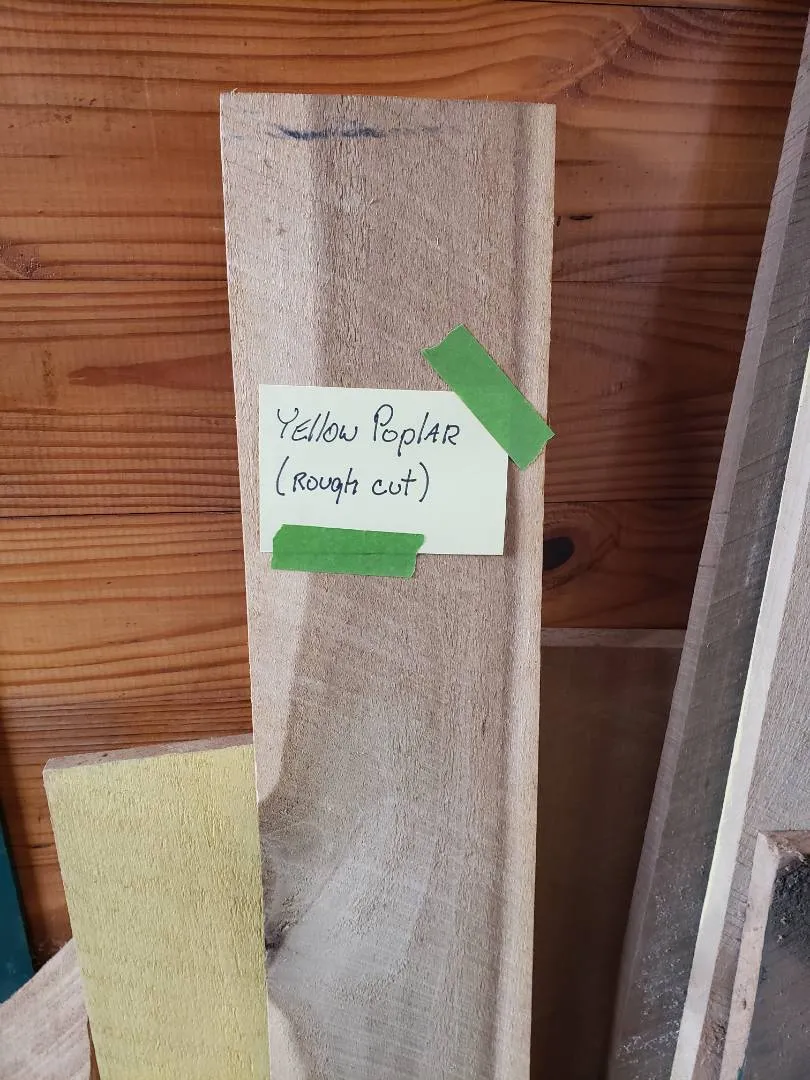 Yellow Poplar
(Rough cut)